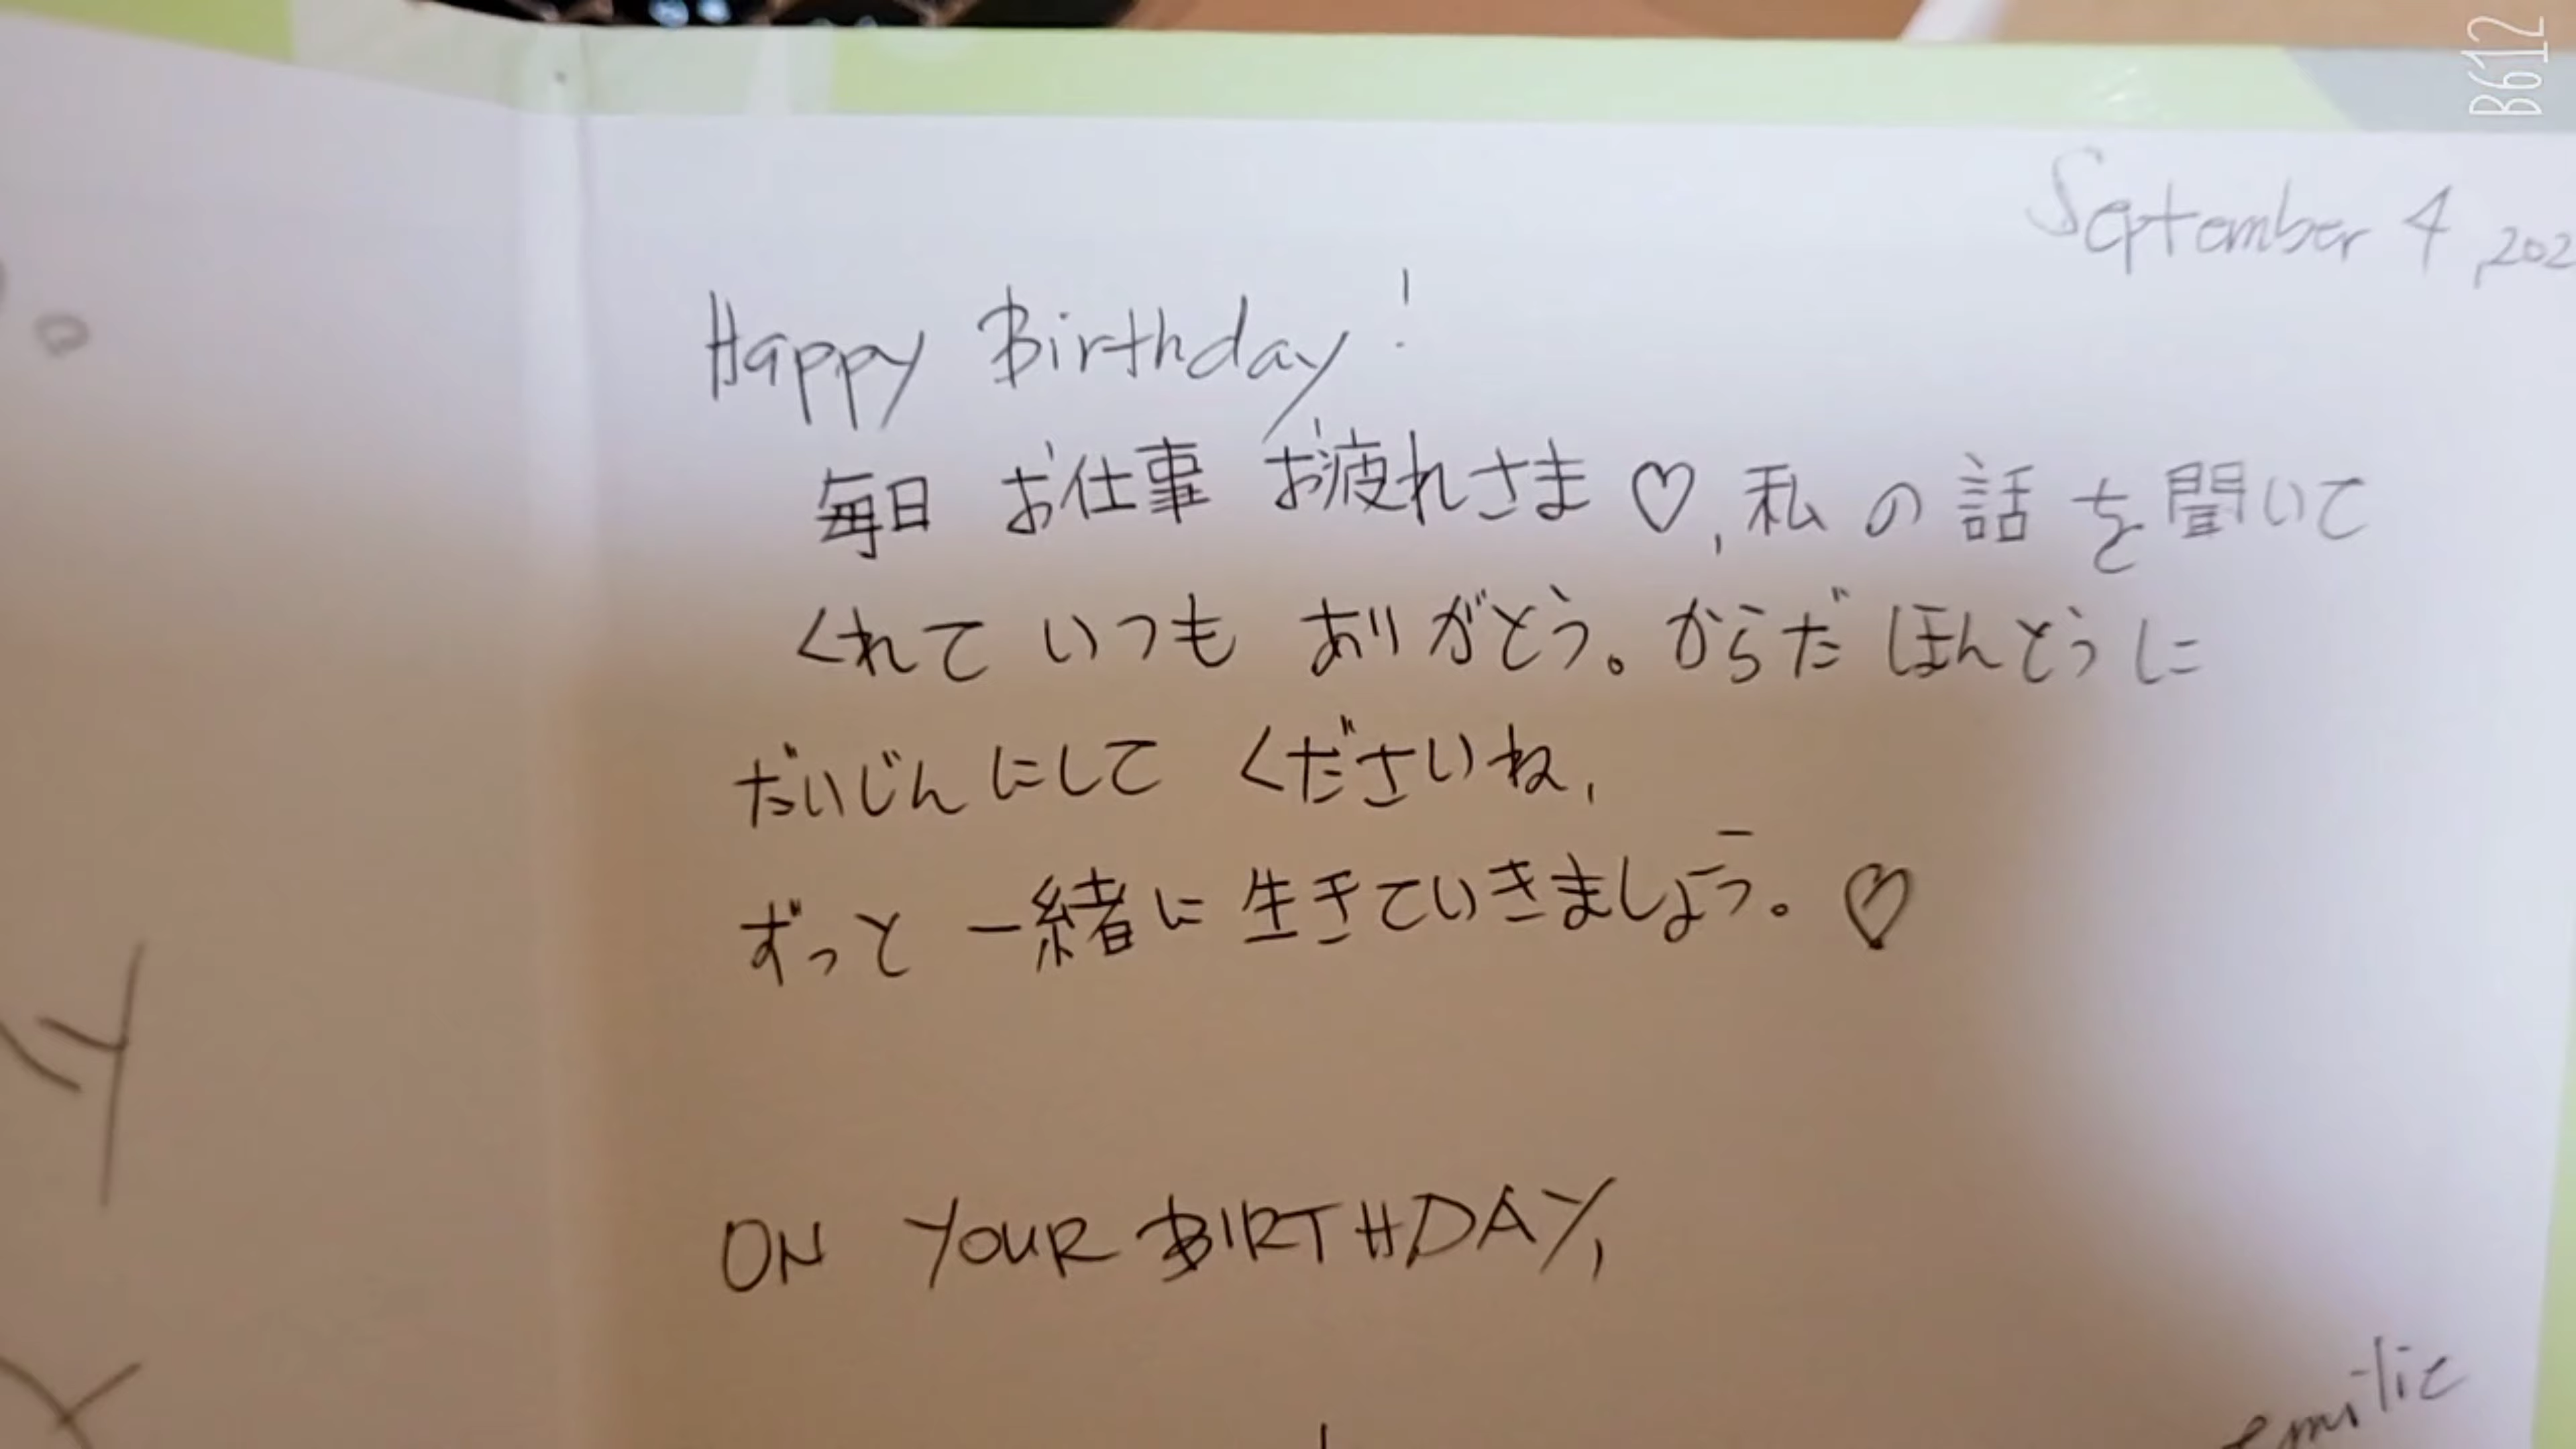 B612
September 4, 202
Happy Birthday!
毎日 お仕事 お疲れさま♡, 私の話を聞いて
くれて いつも ありがとう。からだ ほんとうに
だいじんにして くださいね,
ずっと 一緒に 生きていきましょう。♡
ON YOUR BIRTHDAY,
emilie